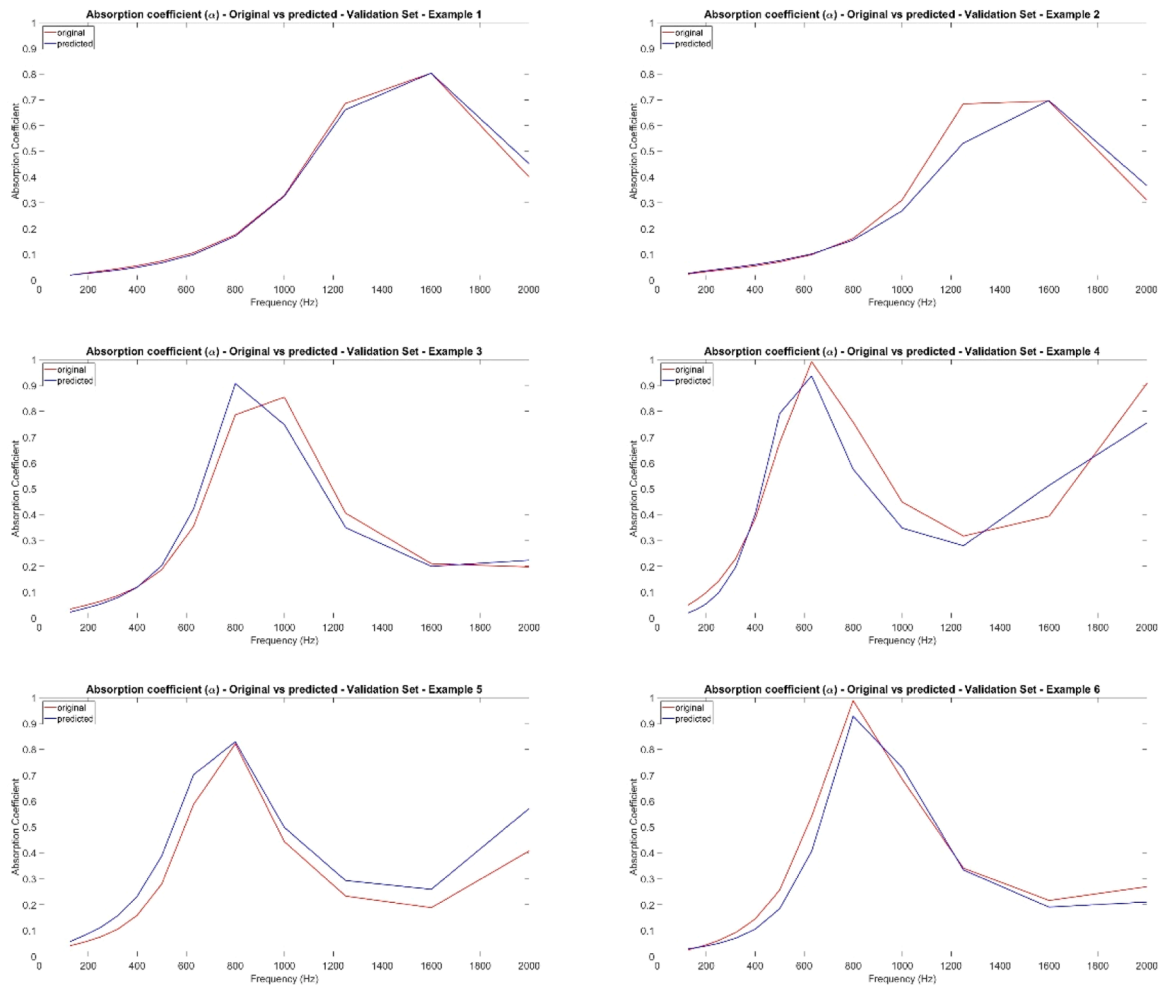 Absorption coefficient (α) - Original vs predicted - Validation Set - Example 1
1
original
predicted
0.9
0.8
0.7
0.6
0.5
0.4
0.3
0.2
0.1
0
Absorption Coefficient
0 200 400 600 800 1000 1200 1400 1600 1800 2000
Frequency (Hz)
Absorption coefficient (α) - Original vs predicted - Validation Set - Example 2
1
original
predicted
0.9
0.8
0.7
0.6
0.5
0.4
0.3
0.2
0.1
0
Absorption Coefficient
0 200 400 600 800 1000 1200 1400 1600 1800 2000
Frequency (Hz)
Absorption coefficient (α) - Original vs predicted - Validation Set - Example 3
1
original
predicted
0.9
0.8
0.7
0.6
0.5
0.4
0.3
0.2
0.1
0
Absorption Coefficient
0 200 400 600 800 1000 1200 1400 1600 1800 2000
Frequency (Hz)
Absorption coefficient (α) - Original vs predicted - Validation Set - Example 4
1
original
predicted
0.9
0.8
0.7
0.6
0.5
0.4
0.3
0.2
0.1
0
Absorption Coefficient
0 200 400 600 800 1000 1200 1400 1600 1800 2000
Frequency (Hz)
Absorption coefficient (α) - Original vs predicted - Validation Set - Example 5
1
original
predicted
0.9
0.8
0.7
0.6
0.5
0.4
0.3
0.2
0.1
0
Absorption Coefficient
0 200 400 600 800 1000 1200 1400 1600 1800 2000
Frequency (Hz)
Absorption coefficient (α) - Original vs predicted - Validation Set - Example 6
1
original
predicted
0.9
0.8
0.7
0.6
0.5
0.4
0.3
0.2
0.1
0
Absorption Coefficient
0 200 400 600 800 1000 1200 1400 1600 1800 2000
Frequency (Hz)